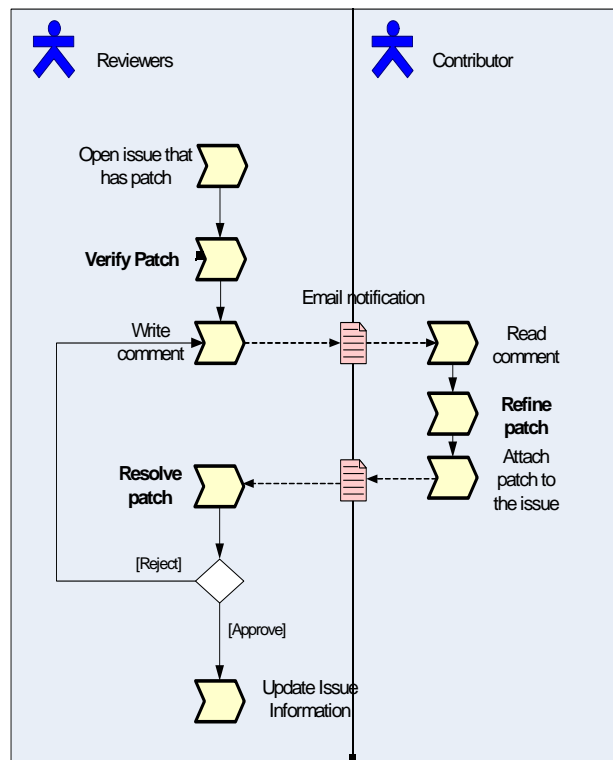 Reviewers
Contributor
Open issue that
has patch
Verify Patch
Email notification
Write
comment
Read
comment
Refine
patch
Resolve
patch
Attach
patch to
the issue
[Reject]
[Approve]
Update Issue
Information